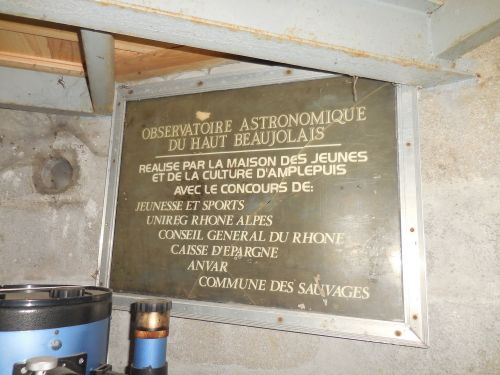 OBSERVATOIRE ASTRONOMIQUE
DU HAUT BEAUJOLAIS
REALISE PAR LA MAISON DES JEUNES
ET DE LA CULTURE D'AMPLEPUIS
AVEC LE CONCOURS DE:
JEUNESSE ET SPORTS
UNIREG RHONE ALPES
CONSEIL GENERAL DU RHONE
CAISSE D'EPARGNE
ANVAR
COMMUNE DES SAUVAGES